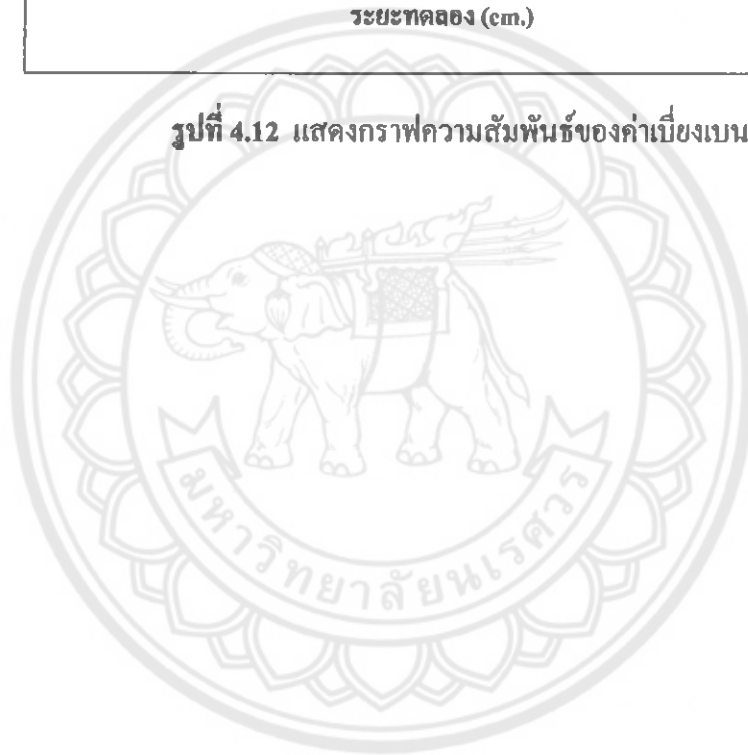 ระยะทดลอง (cm.)
รูปที่ 4.12 แสดงกราฟความสัมพันธ์ของค่าเบี่ยงเบน
มหาวิทยาลัยนเรศวร